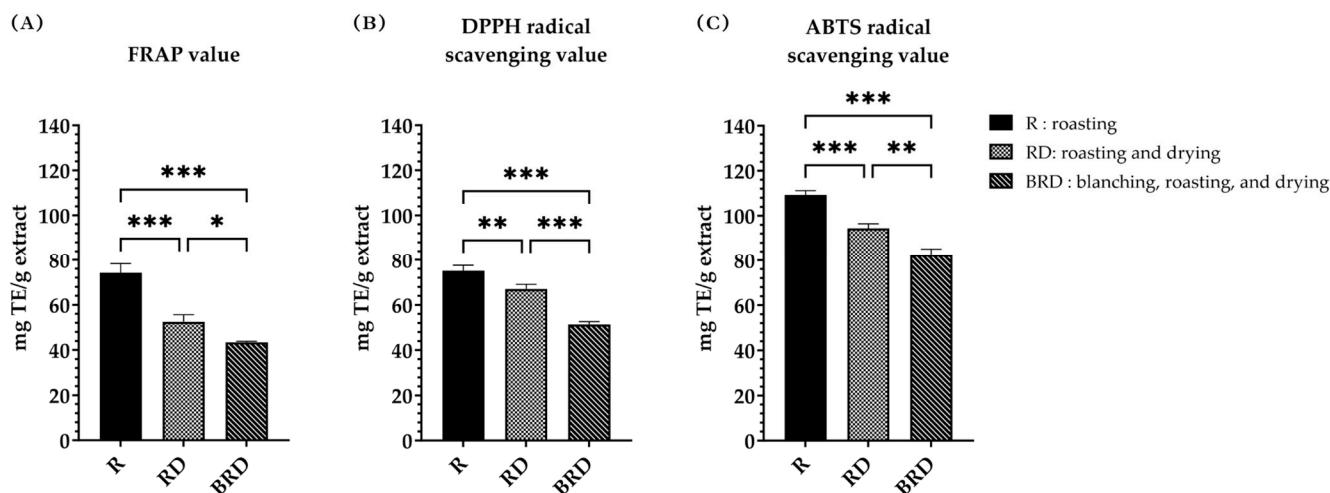 (A)
FRAP value
mg TE/g extract
140
120
100
80
60
40
20
0
***
***
*
R
RD
BRD
(B)
DPPH radical
scavenging value
mg TE/g extract
140
120
100
80
60
40
20
0
***
**
***
R
RD
BRD
(C)
ABTS radical
scavenging value
mg TE/g extract
140
120
100
80
60
40
20
0
***
***
**
R
RD
BRD
R : roasting
RD: roasting and drying
BRD : blanching, roasting, and drying